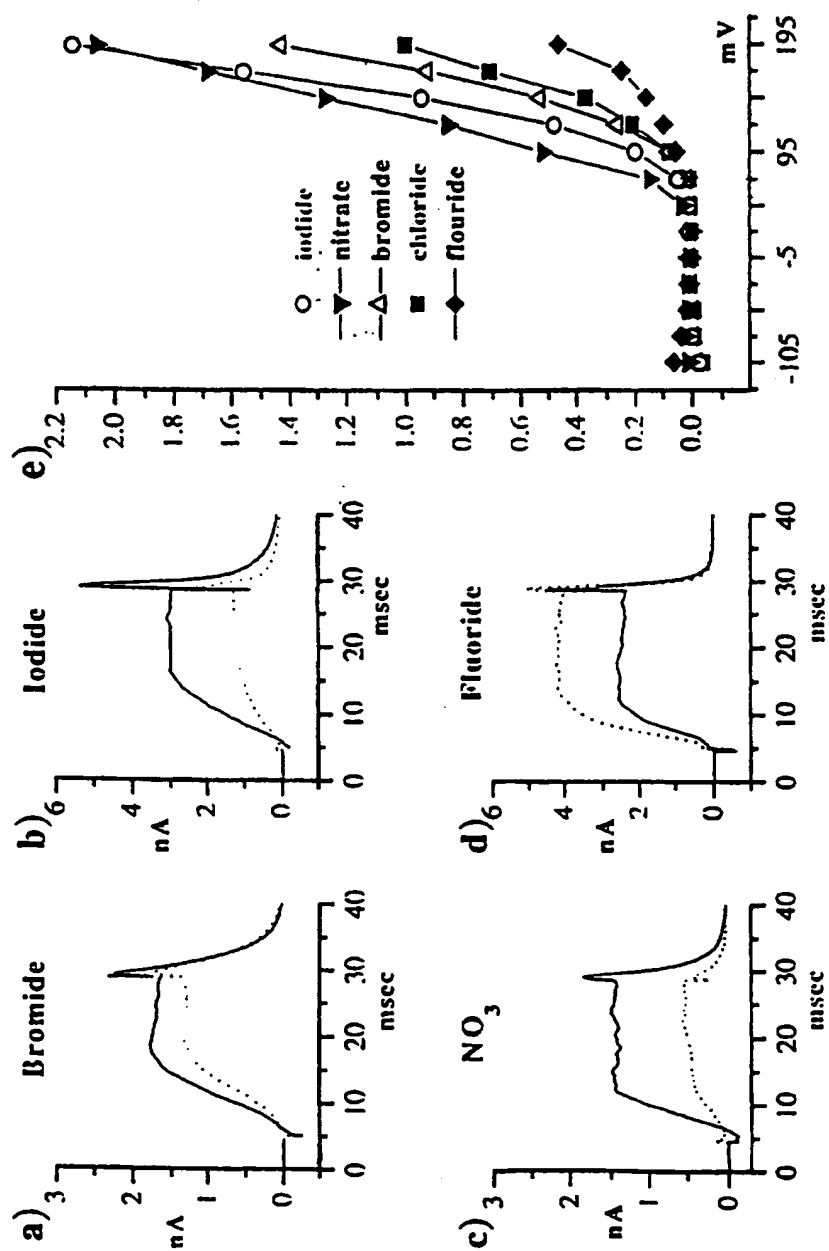 a)
Bromide
3
2
1
0
nA
0 10 20 30 40
msec
b)
Iodide
6
4
2
0
nA
0 10 20 30 40
msec
c)
NO3
3
2
1
0
nA
0 10 20 30 40
msec
d)
Fluoride
6
4
2
0
nA
0 10 20 30 40
msec
e)
2.2
2.0
1.8
1.6
1.4
1.2
1.0
0.8
0.6
0.4
0.2
0.0
iodide
nitrate
bromide
chloride
flouride
-105 -5 95 195
mV